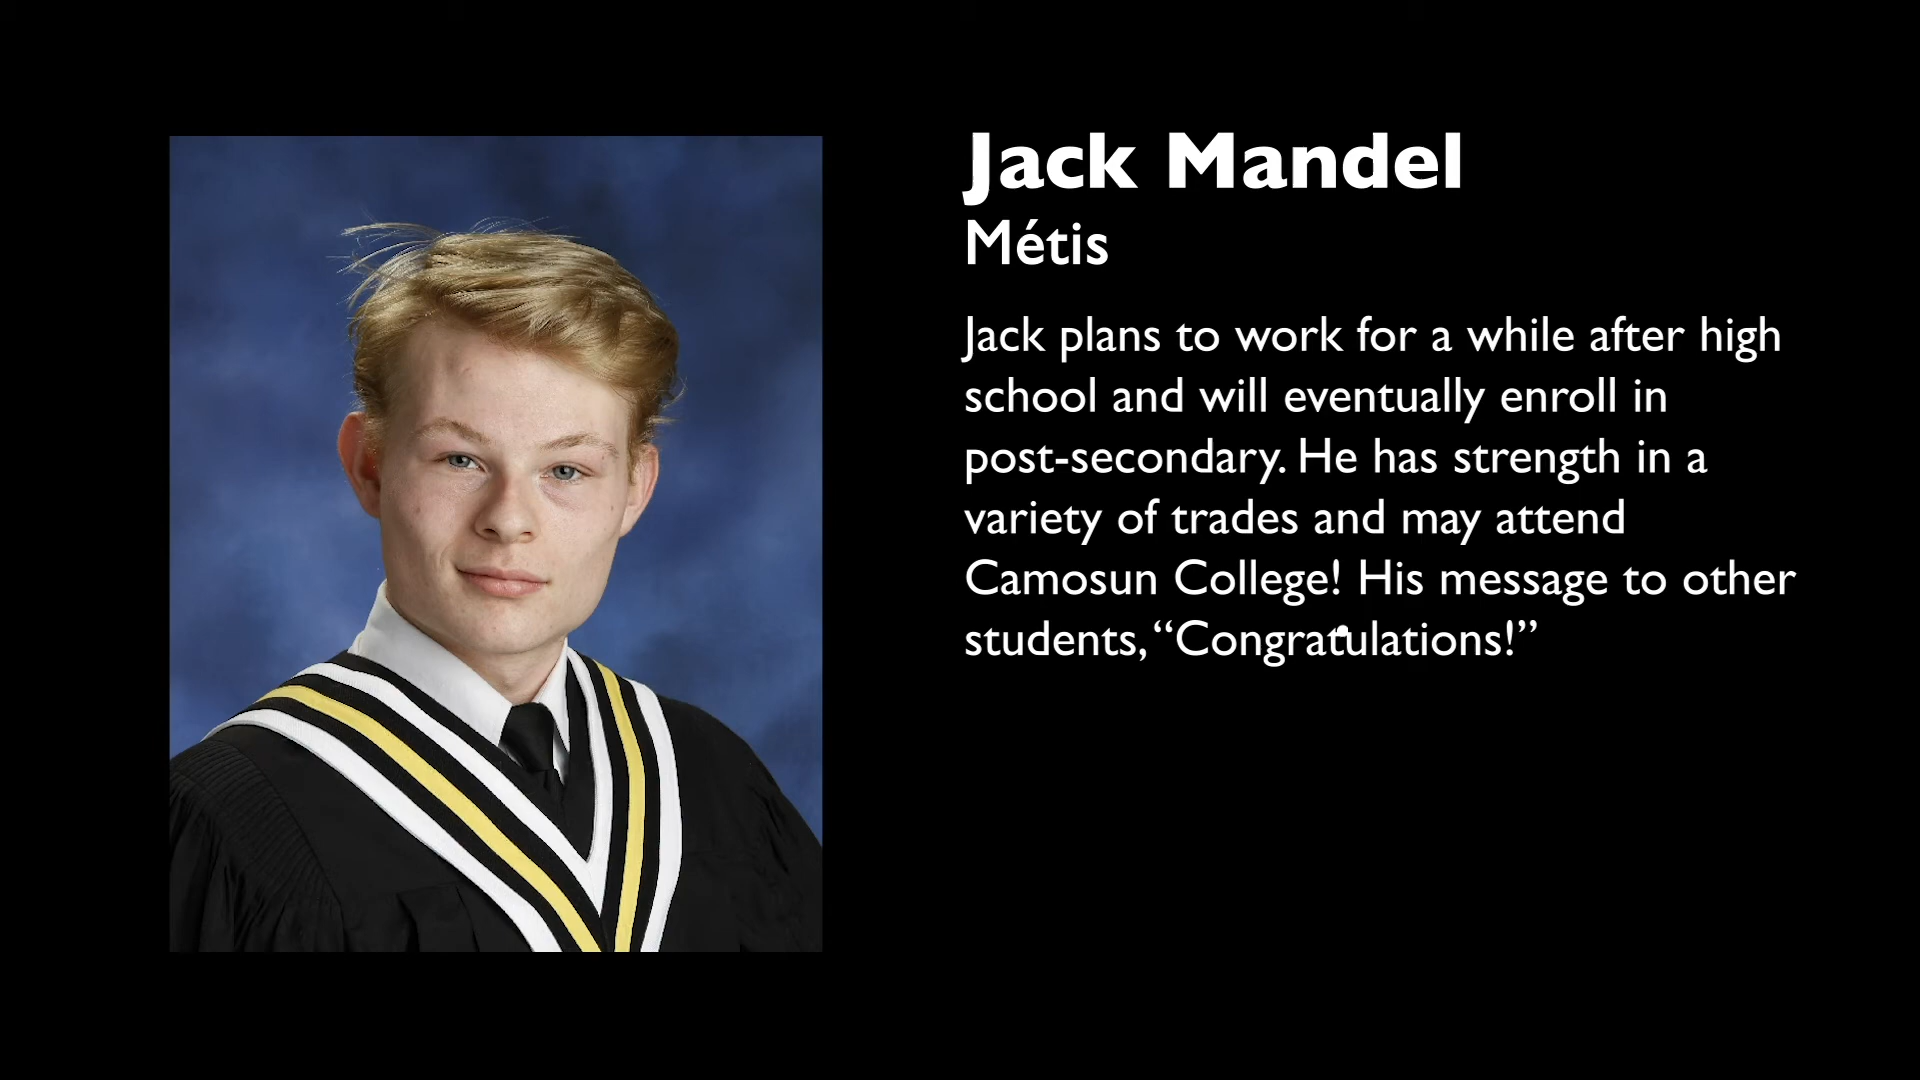 Jack Mandel
Métis
Jack plans to work for a while after high
school and will eventually enroll in
post-secondary. He has strength in a
variety of trades and may attend
Camosun College! His message to other
students, “Congratulations!”